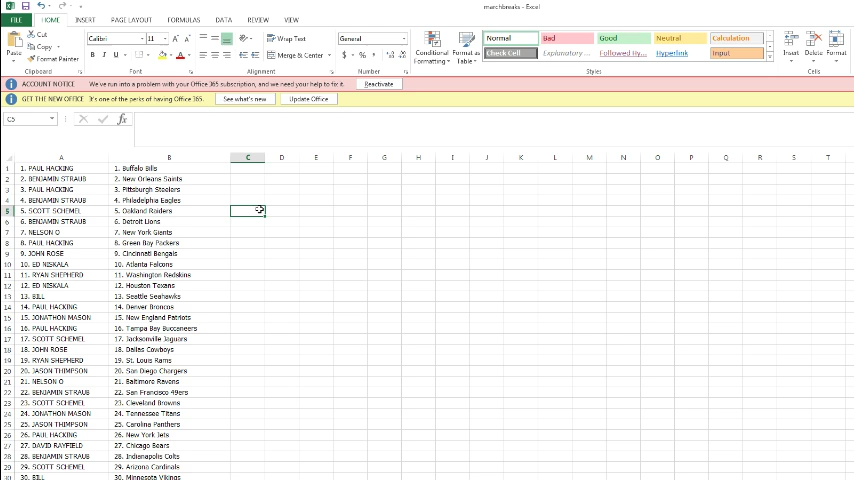 marchbreaks - Excel
FILE HOME INSERT PAGE LAYOUT FORMULAS DATA REVIEW VIEW
Cut
Copy
Format Painter
Paste
Clipboard
Calibri 11
B I U
Font
Wrap Text
Merge & Center
Alignment
General
$ % ,
Number
Conditional Formatting
Format as Table
Normal Bad Good Neutral Calculation
Check Cell Explanatory ... Followed Hy... Hyperlink Input
Styles
Insert Delete Format
Cells
ACCOUNT NOTICE We've run into a problem with your Office 365 subscription, and we need your help to fix it. Reactivate
GET THE NEW OFFICE It's one of the perks of having Office 365. See what's new Update Office
C5 fx
A B C D E F G H I J K L M N O P Q R S T
1 1. PAUL HACKING 1. Buffalo Bills
2 2. BENJAMIN STRAUB 2. New Orleans Saints
3 3. PAUL HACKING 3. Pittsburgh Steelers
4 4. BENJAMIN STRAUB 4. Philadelphia Eagles
5 5. SCOTT SCHEMEL 5. Oakland Raiders
6 6. BENJAMIN STRAUB 6. Detroit Lions
7 7. NELSON O 7. New York Giants
8 8. PAUL HACKING 8. Green Bay Packers
9 9. JOHN ROSE 9. Cincinnati Bengals
10 10. ED NISKALA 10. Atlanta Falcons
11 11. RYAN SHEPHERD 11. Washington Redskins
12 12. ED NISKALA 12. Houston Texans
13 13. BILL 13. Seattle Seahawks
14 14. PAUL HACKING 14. Denver Broncos
15 15. JONATHON MASON 15. New England Patriots
16 16. PAUL HACKING 16. Tampa Bay Buccaneers
17 17. SCOTT SCHEMEL 17. Jacksonville Jaguars
18 18. JOHN ROSE 18. Dallas Cowboys
19 19. RYAN SHEPHERD 19. St. Louis Rams
20 20. JASON THIMPSON 20. San Diego Chargers
21 21. NELSON O 21. Baltimore Ravens
22 22. BENJAMIN STRAUB 22. San Francisco 49ers
23 23. SCOTT SCHEMEL 23. Cleveland Browns
24 24. JONATHON MASON 24. Tennessee Titans
25 25. JASON THIMPSON 25. Carolina Panthers
26 26. PAUL HACKING 26. New York Jets
27 27. DAVID RAYFIELD 27. Chicago Bears
28 28. BENJAMIN STRAUB 28. Indianapolis Colts
29 29. SCOTT SCHEMEL 29. Arizona Cardinals
30 30. BILL 30. Minnesota Vikings